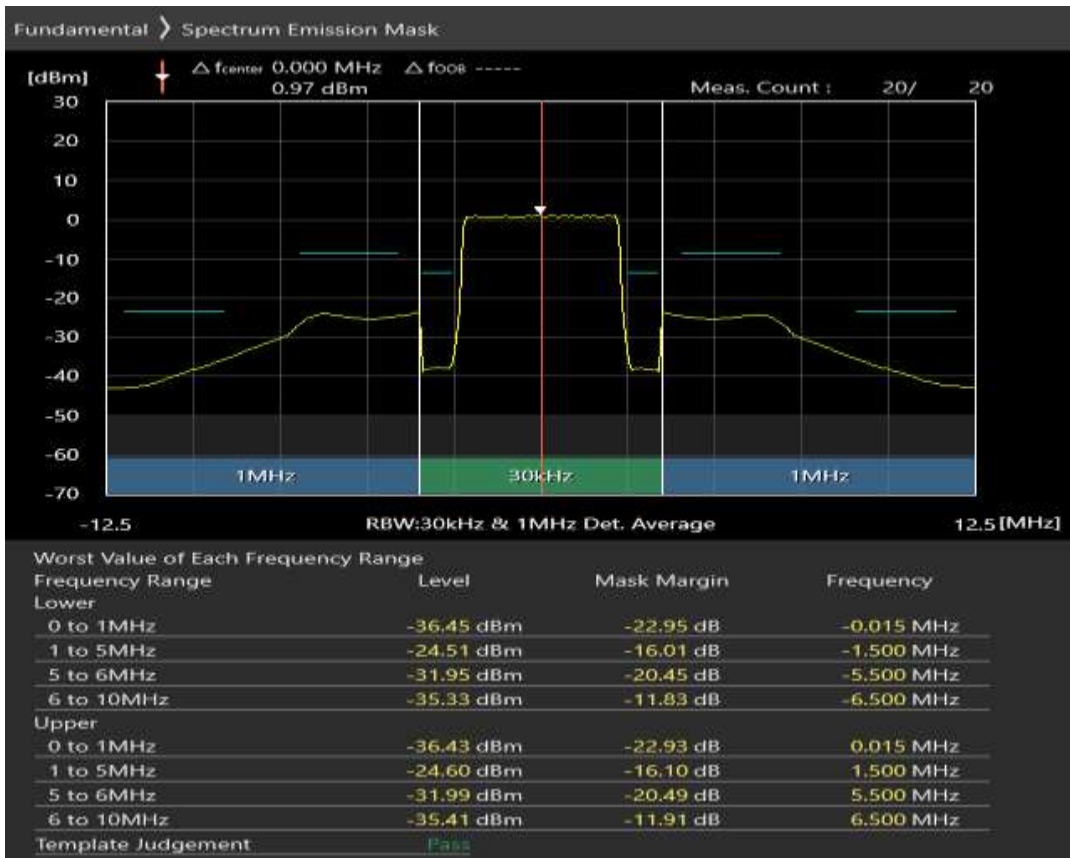 Fundamental ❯ Spectrum Emission Mask
△ fcenter 0.000 MHz △ fOOB -----
[dBm] 0.97 dBm Meas. Count : 20/ 20
30
20
10
0
-10
-20
-30
-40
-50
-60
1MHz 30kHz 1MHz
-70
-12.5 RBW:30kHz & 1MHz Det. Average 12.5 [MHz]
Worst Value of Each Frequency Range
Frequency Range Level Mask Margin Frequency
Lower
0 to 1MHz -36.45 dBm -22.95 dB -0.015 MHz
1 to 5MHz -24.51 dBm -16.01 dB -1.500 MHz
5 to 6MHz -31.95 dBm -20.45 dB -5.500 MHz
6 to 10MHz -35.33 dBm -11.83 dB -6.500 MHz
Upper
0 to 1MHz -36.43 dBm -22.93 dB 0.015 MHz
1 to 5MHz -24.60 dBm -16.10 dB 1.500 MHz
5 to 6MHz -31.99 dBm -20.49 dB 5.500 MHz
6 to 10MHz -35.41 dBm -11.91 dB 6.500 MHz
Template Judgement Pass